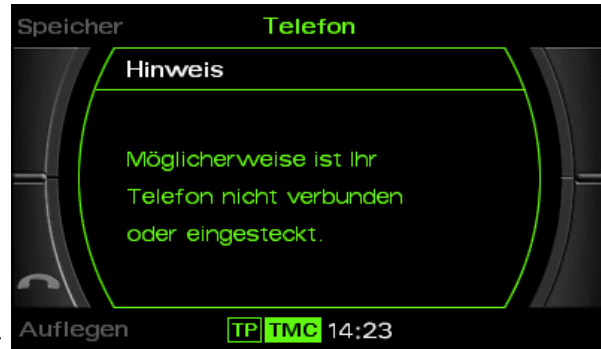 Speicher Telefon
Hinweis
Möglicherweise ist Ihr
Telefon nicht verbunden
oder eingesteckt.
Auflegen TP TMC 14:23